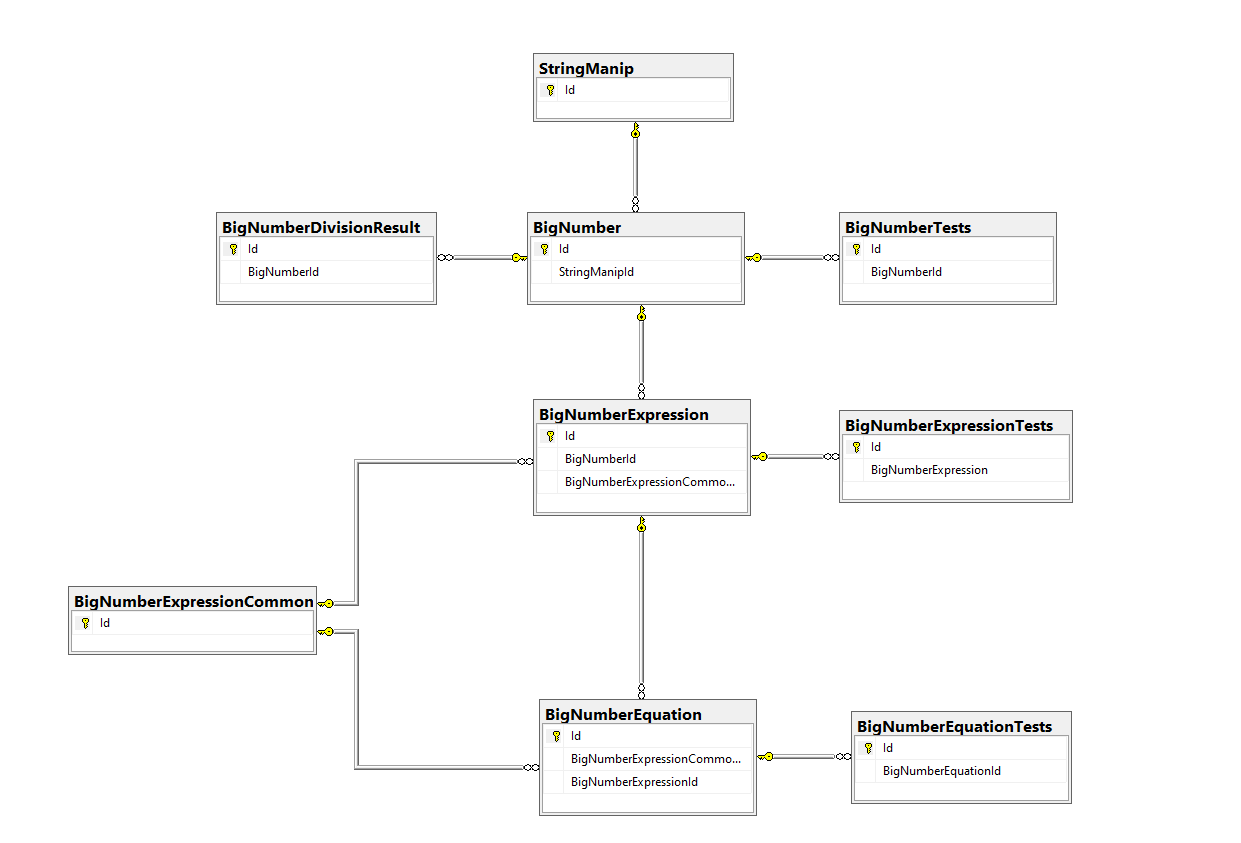 StringManip
Id
BigNumberDivisionResult
Id
BigNumberId
BigNumber
Id
StringManipId
BigNumberTests
Id
BigNumberId
BigNumberExpression
Id
BigNumberId
BigNumberExpressionCommo...
BigNumberExpressionTests
Id
BigNumberExpression
BigNumberExpressionCommon
Id
BigNumberEquation
Id
BigNumberExpressionCommo...
BigNumberExpressionId
BigNumberEquationTests
Id
BigNumberEquationId